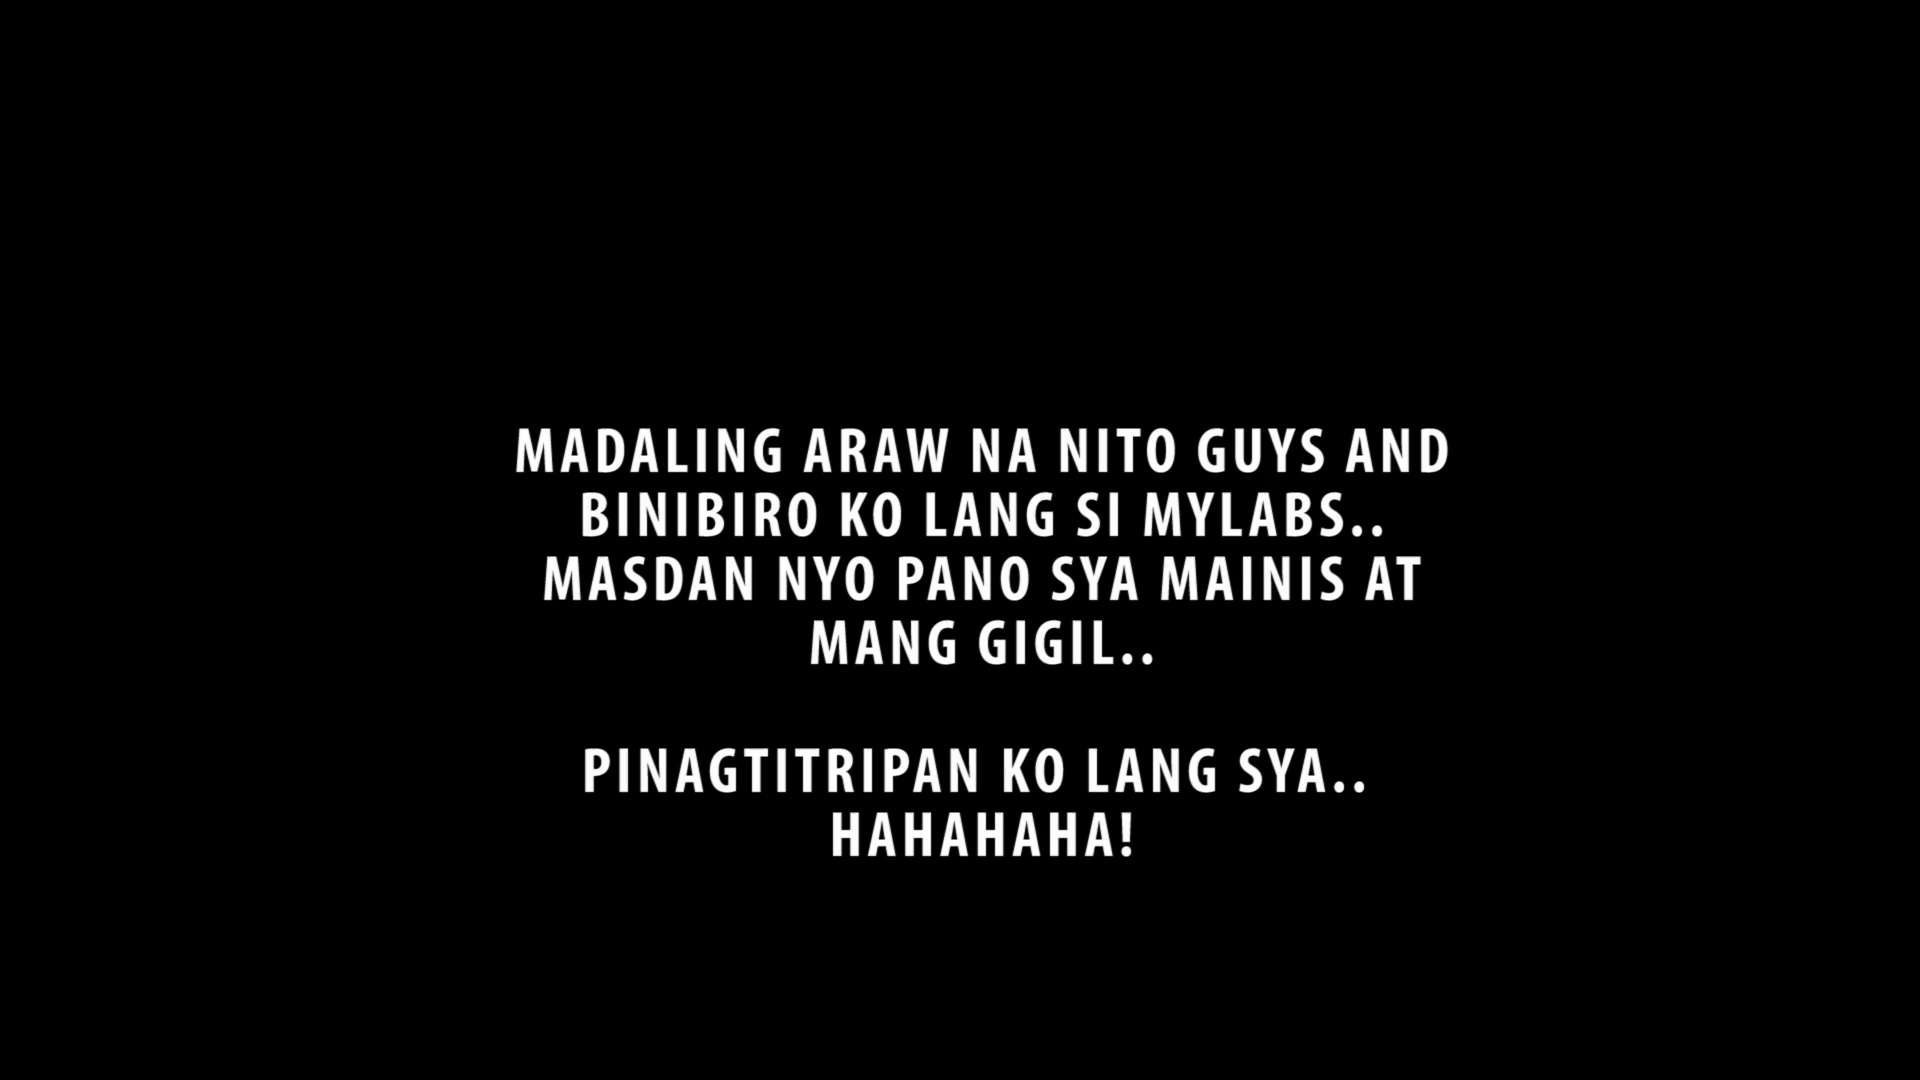 MADALING ARAW NA NITO GUYS AND
BINIBIRO KO LANG SI MYLABS..
MASDAN NYO PANO SYA MAINIS AT
MANG GIGIL..
PINAGTITRIPAN KO LANG SYA..
HAHAHAHA!